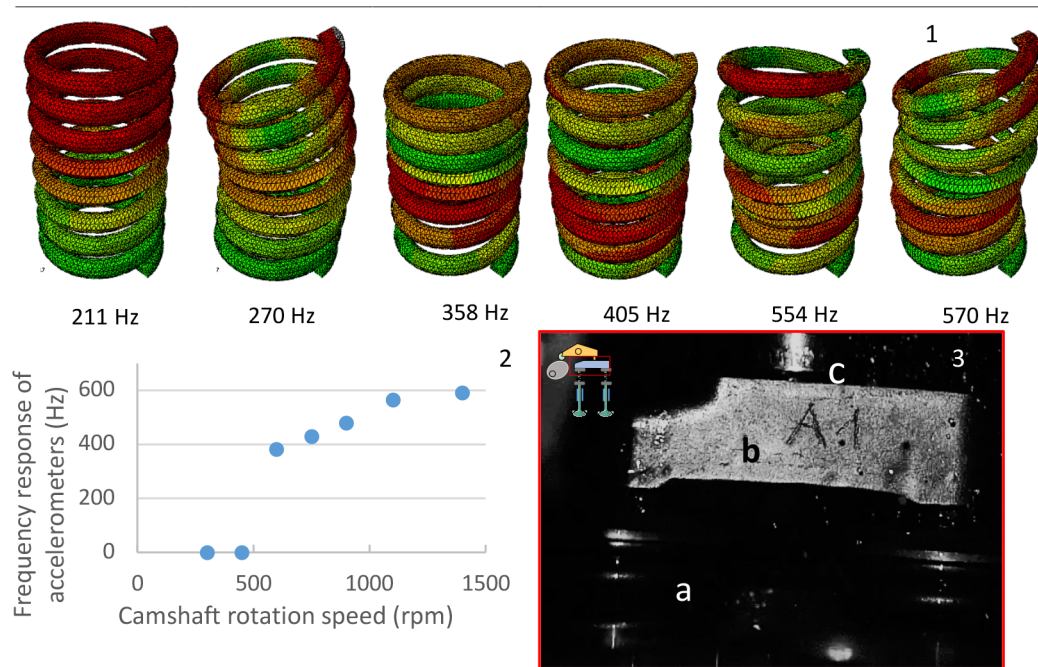 1
211 Hz
270 Hz
358 Hz
405 Hz
554 Hz
570 Hz
2
Frequency response of
accelerometers (Hz)
600
400
200
0
0
500
1000
1500
Camshaft rotation speed (rpm)
3
c
A1
b
a